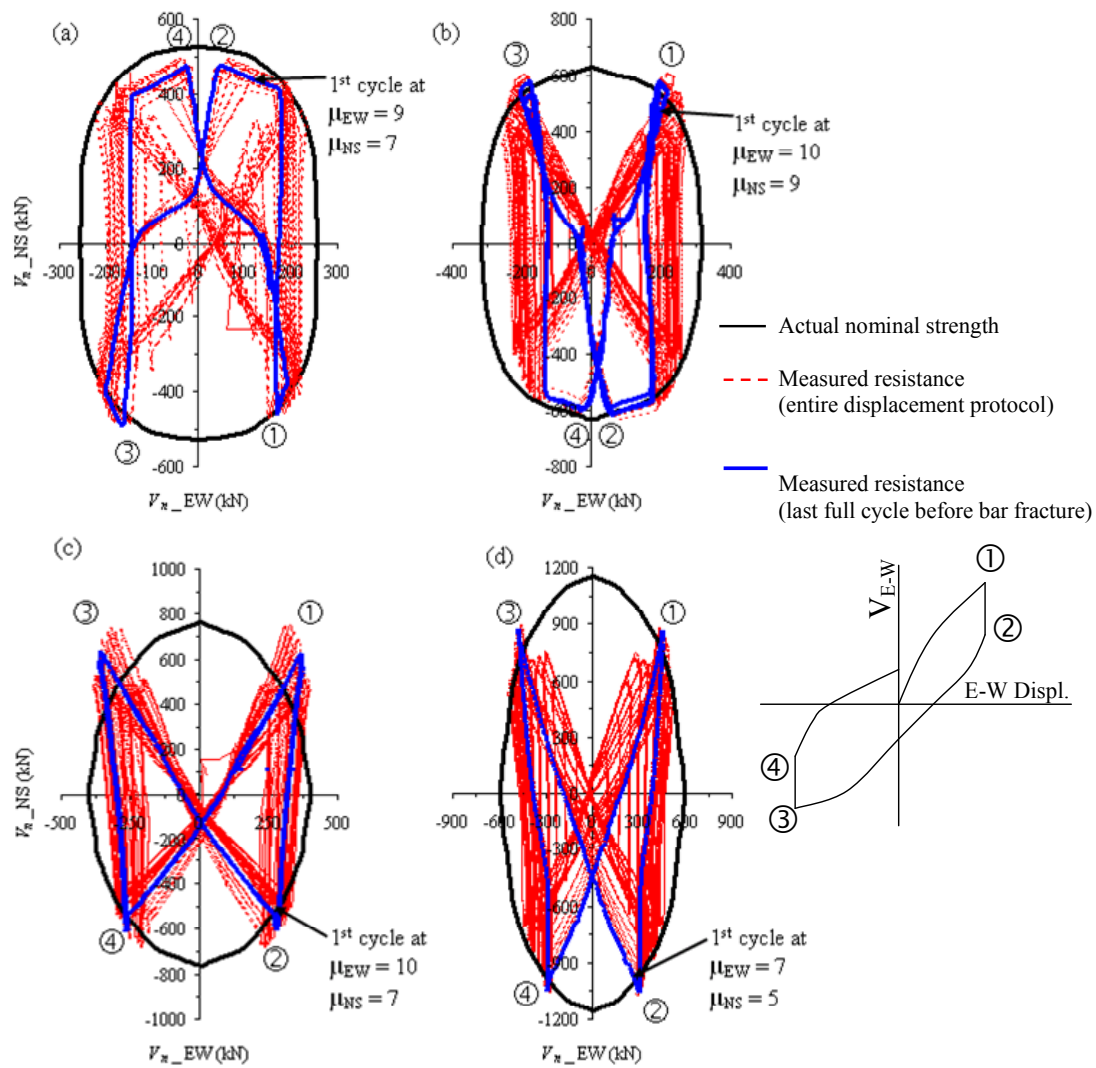 (a)
600
④ ②
400
200
0
-300 -200 -100 0 100 200 300
-200
-400
-600
③
①
1st cycle at
μEW = 9
μNS = 7
Vn_NS (kN)
Vn_EW (kN)
(b)
800
③
①
600
400
200
0
-400 -200 0 200 400
-200
-400
-600
-800
④ ②
1st cycle at
μEW = 10
μNS = 9
Vn_EW (kN)
Actual nominal strength
Measured resistance
(entire displacement protocol)
Measured resistance
(last full cycle before bar fracture)
(c)
1000
③
①
800
600
400
200
0
-500 -250 0 250 500
-200
-400
-600
-800
-1000
④
②
1st cycle at
μEW = 10
μNS = 7
Vn_NS (kN)
Vn_EW (kN)
(d)
1200
③
①
900
600
300
0
-900 -600 -300 0 300 600 900
-300
-600
-900
-1200
④
②
1st cycle at
μEW = 7
μNS = 5
Vn_EW (kN)
VE-W
①
②
E-W Displ.
④
③